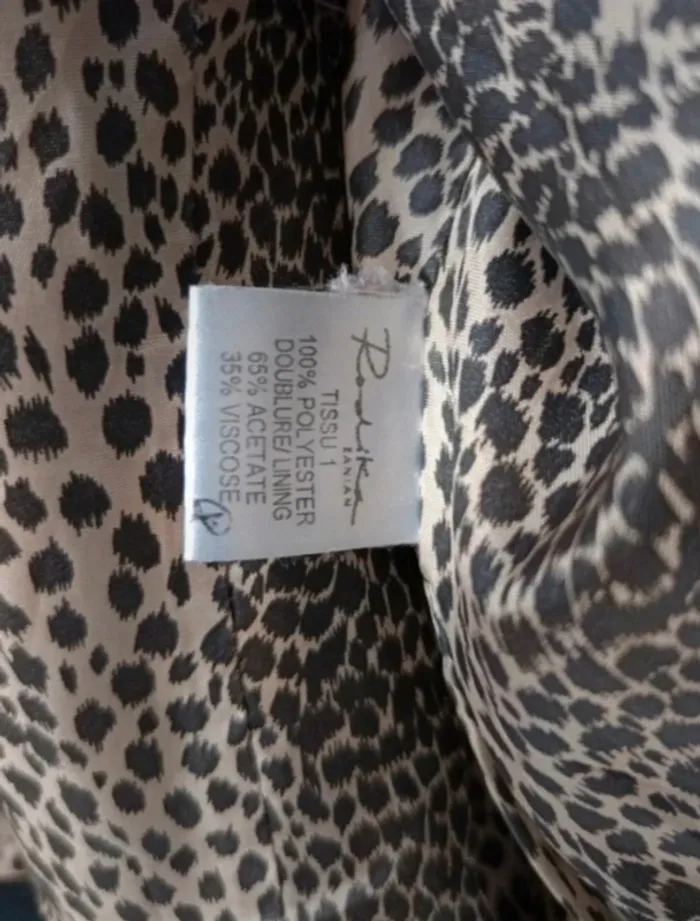 Rodika
ZANIAN
TISSU 1
100% POLYESTER
DOUBLURE/ LINING
65% ACETATE
35% VISCOSE